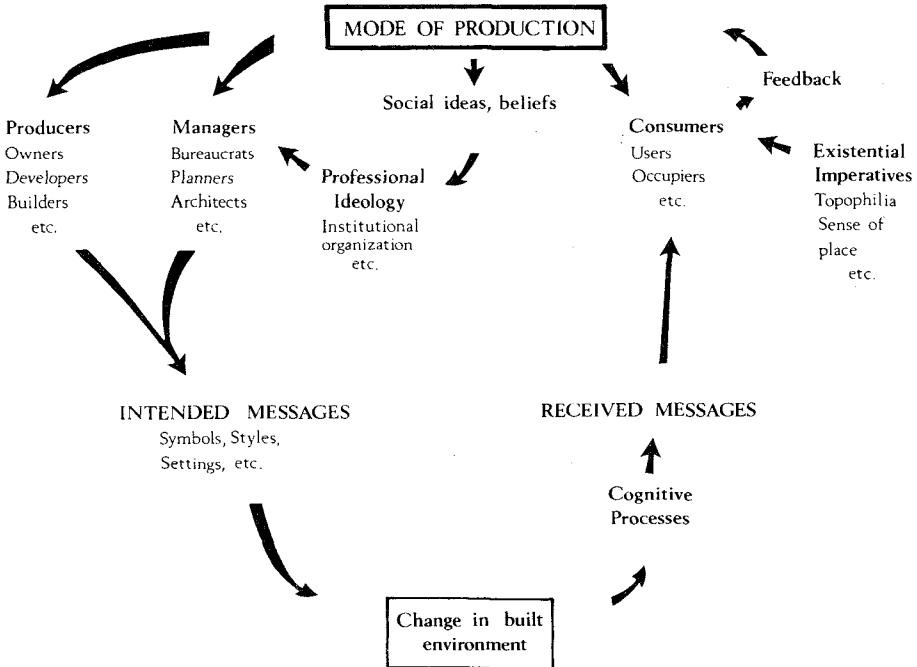 MODE OF PRODUCTION
Social ideas, beliefs
Feedback
Producers
Owners
Developers
Builders
etc.
Managers
Bureaucrats
Planners
Architects
etc.
Professional
Ideology
Institutional
organization
etc.
Consumers
Users
Occupiers
etc.
Existential
Imperatives
Topophilia
Sense of
place
etc.
INTENDED MESSAGES
Symbols, Styles,
Settings, etc.
RECEIVED MESSAGES
Cognitive
Processes
Change in built
environment